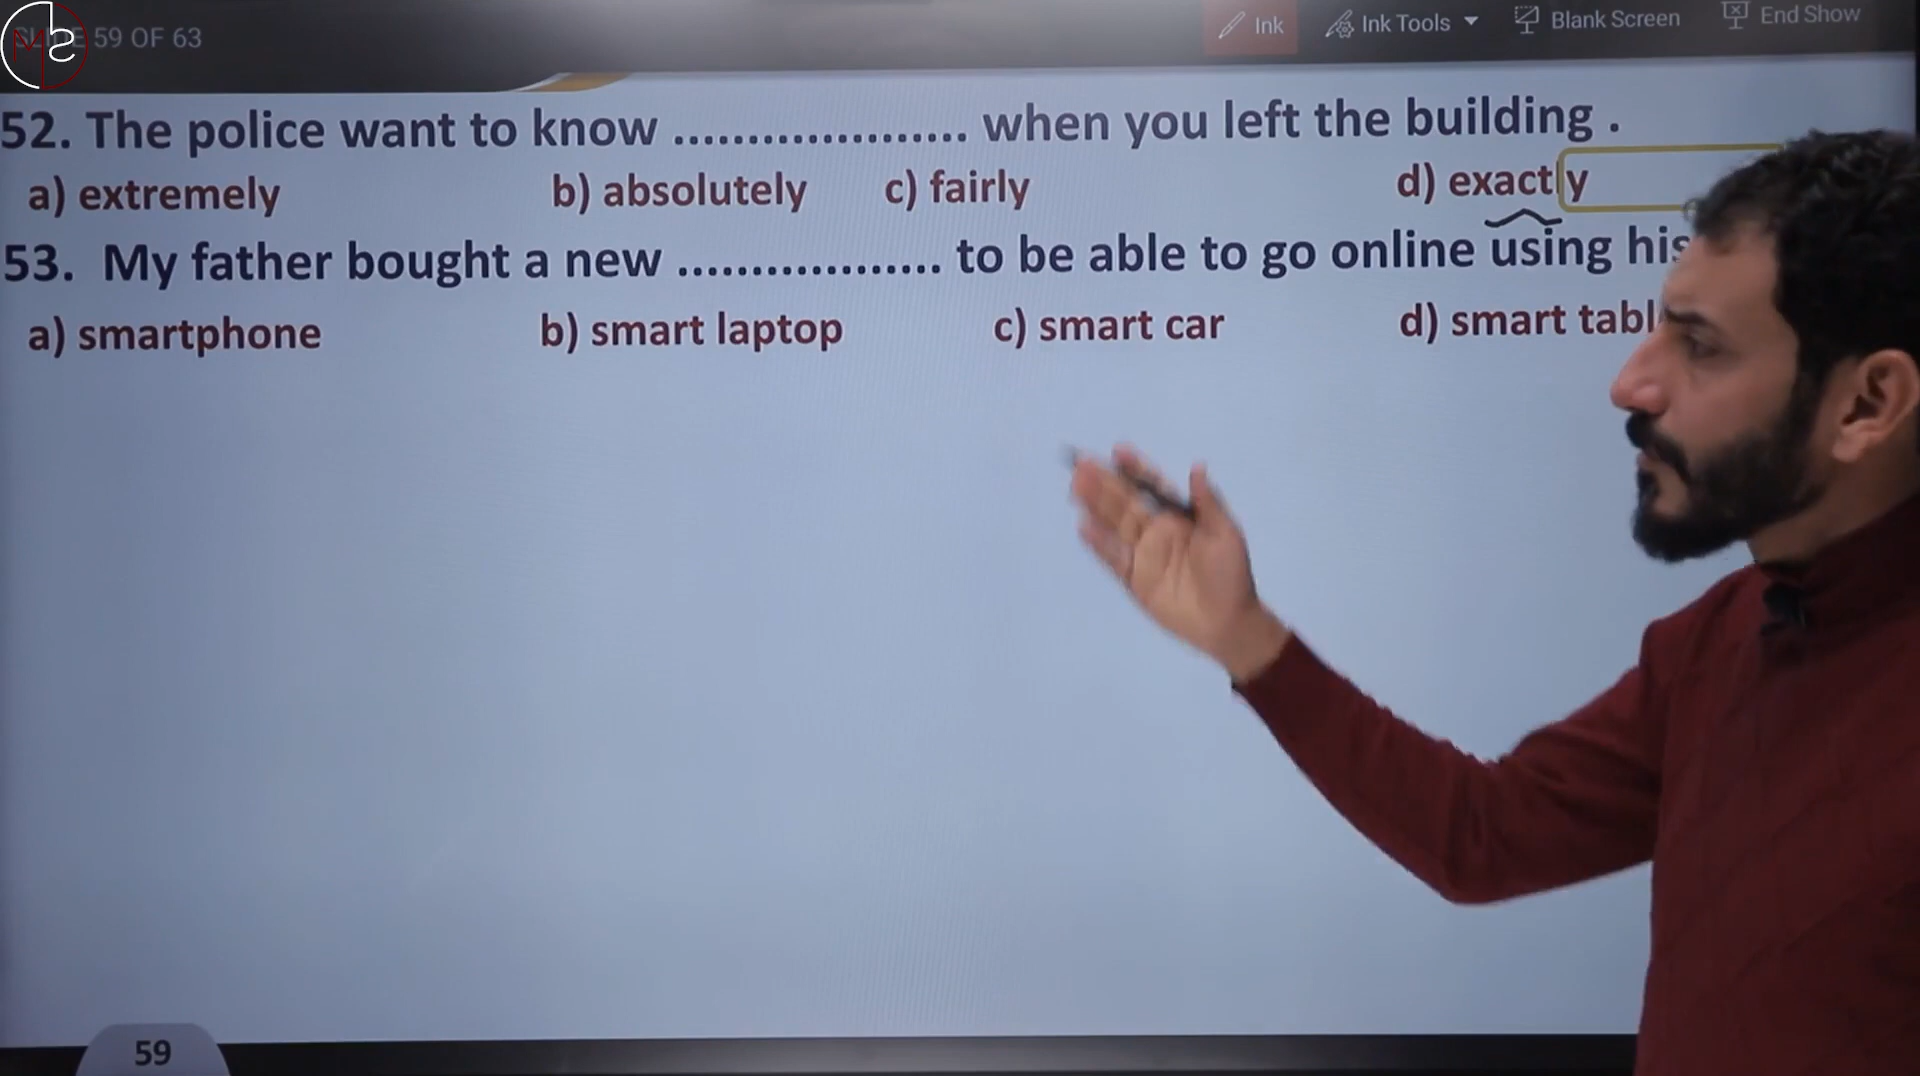 SLIDE 59 OF 63
Ink Ink Tools Blank Screen End Show
52. The police want to know .................... when you left the building .
a) extremely b) absolutely c) fairly d) exactly
53. My father bought a new .................. to be able to go online using his
a) smartphone b) smart laptop c) smart car d) smart
59